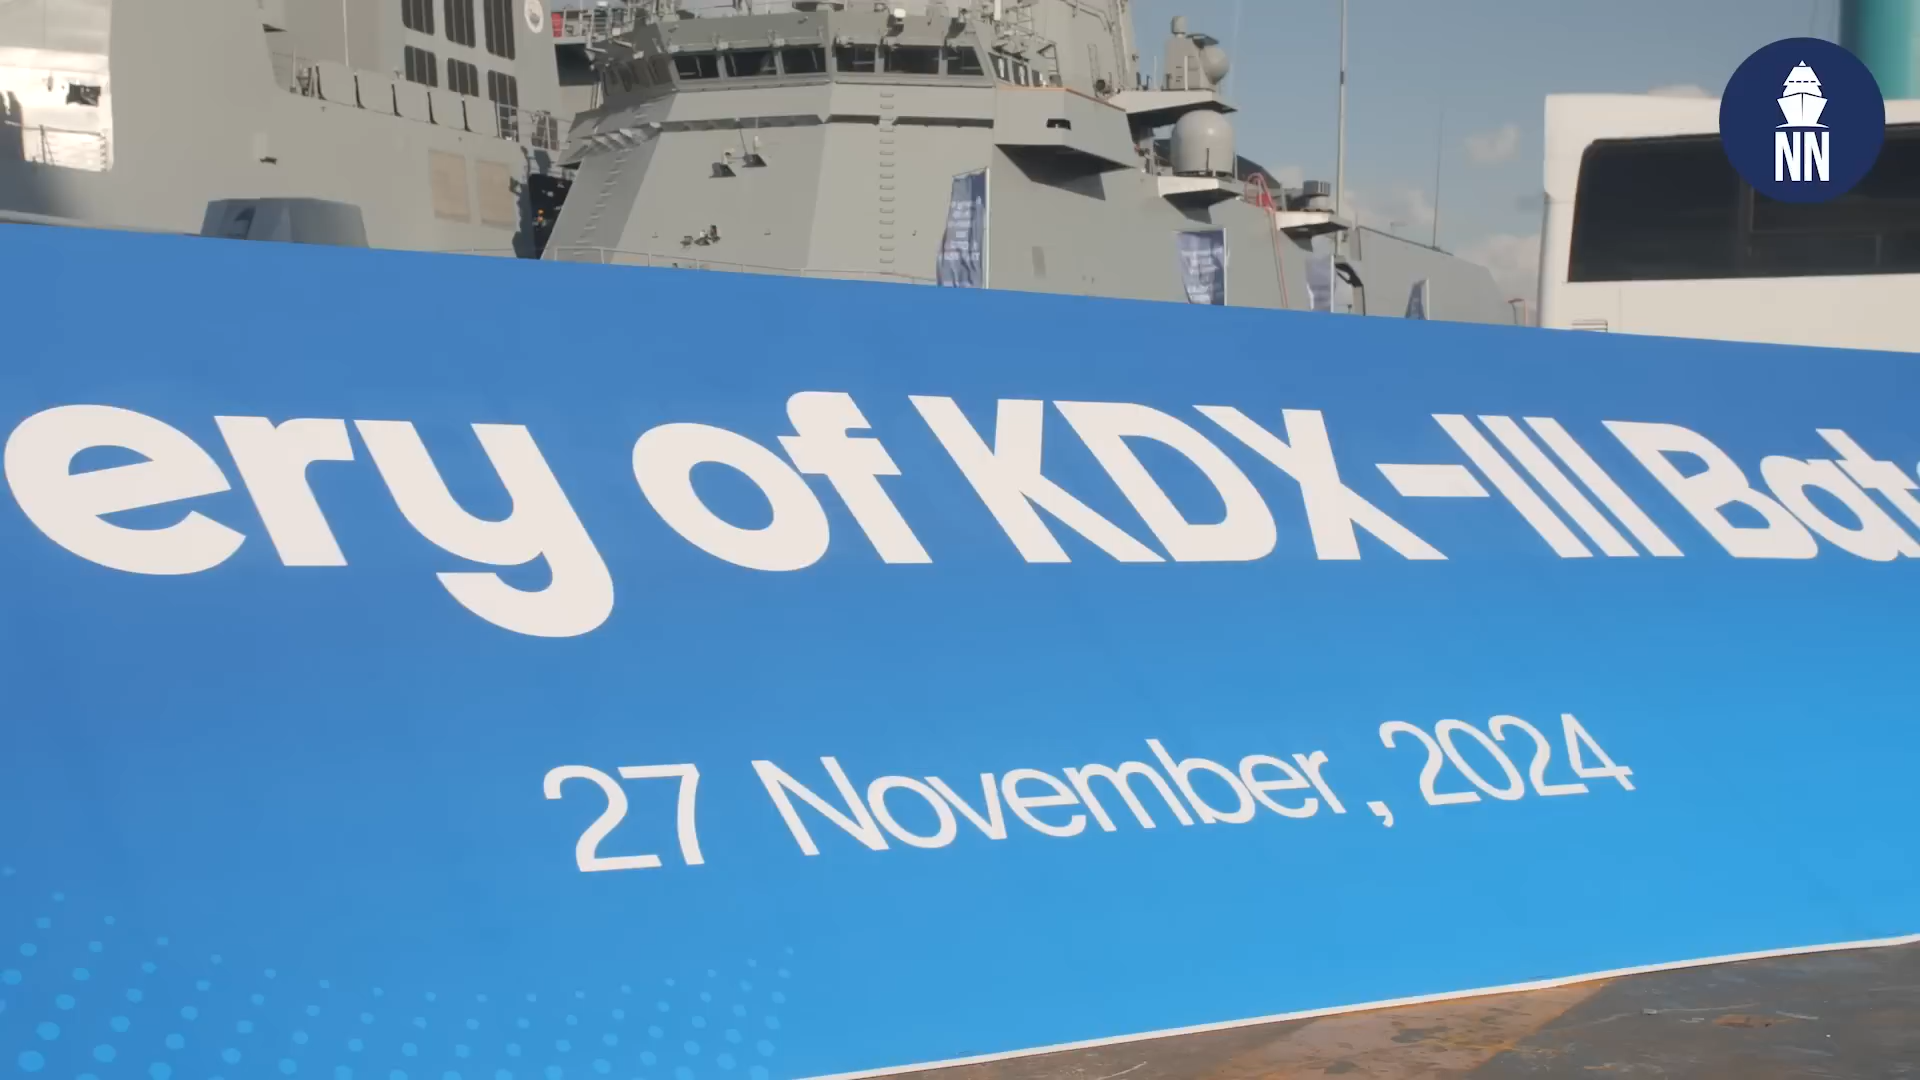 NN
ery of KDX-III Bat
27 November , 2024